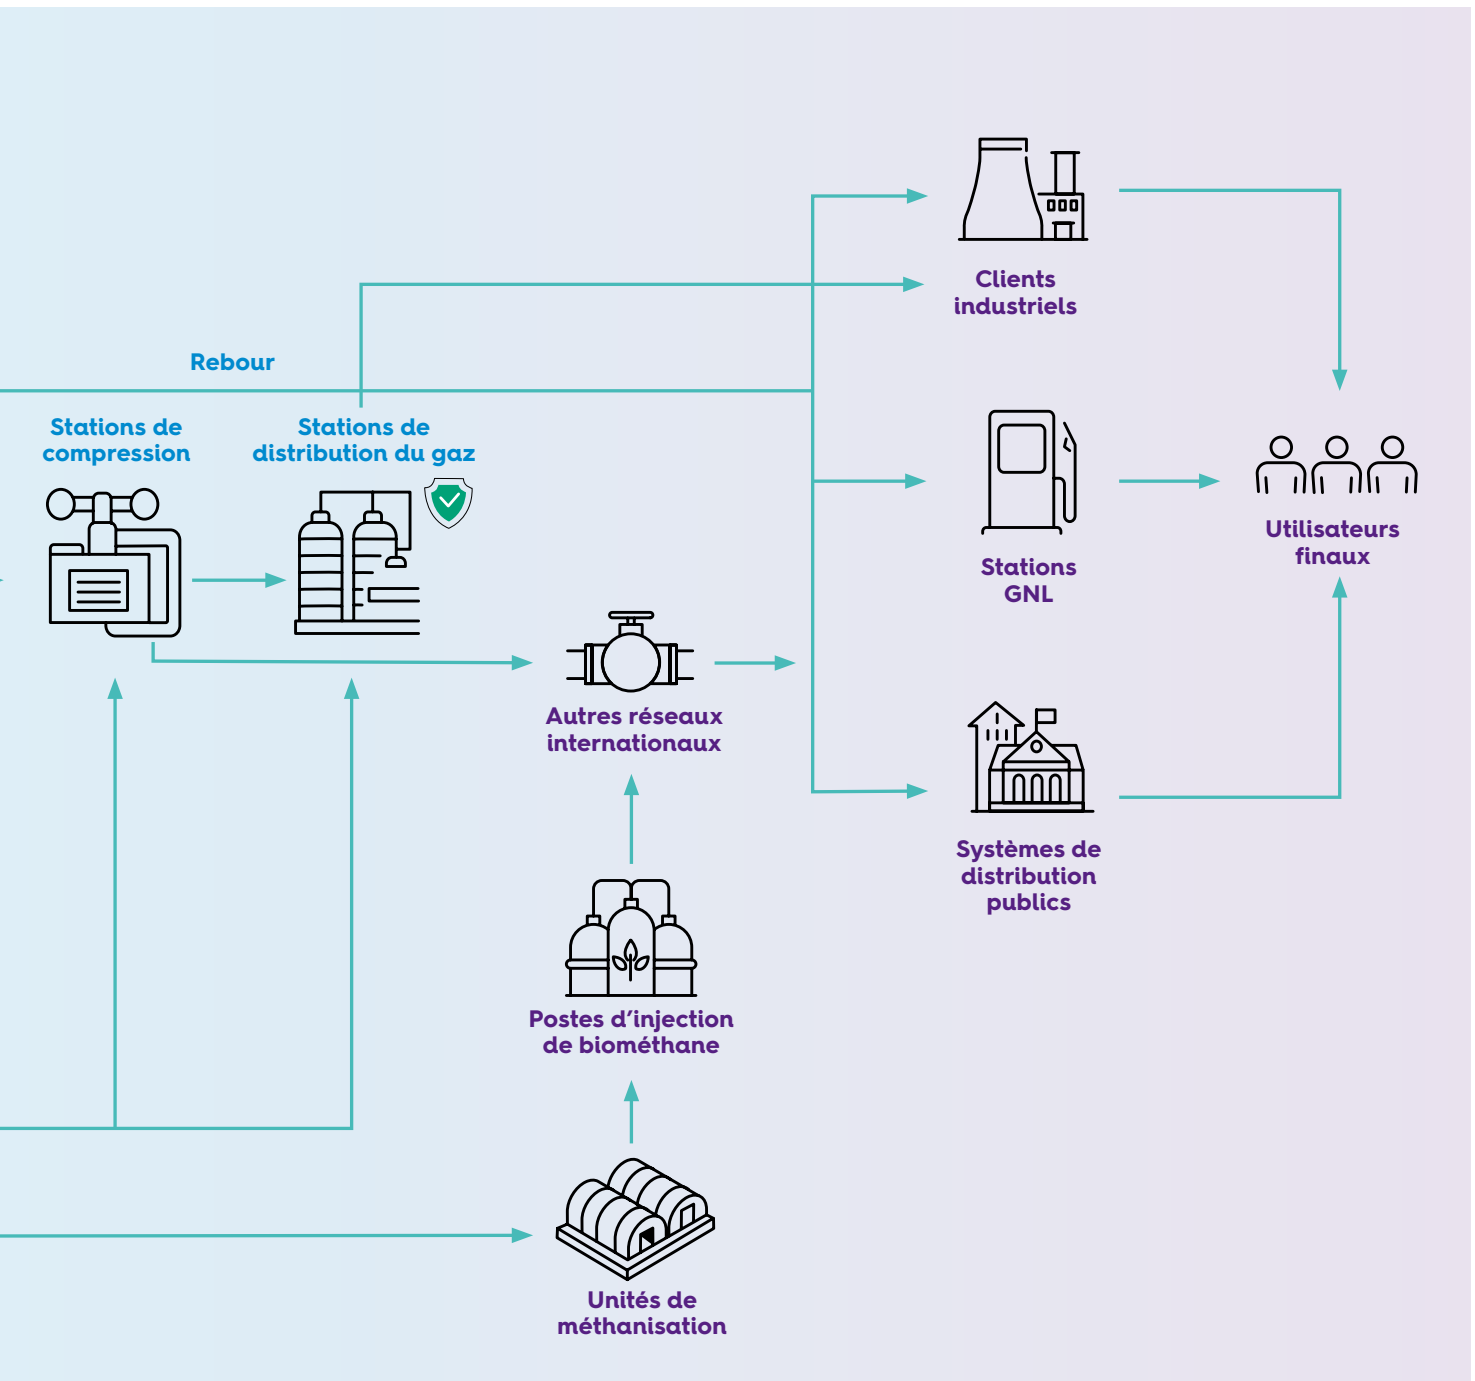 Clients
industriels
Rebour
Stations de
compression
Stations de
distribution du gaz
Stations
GNL
Utilisateurs
finaux
Autres réseaux
internationaux
Systèmes de
distribution
publics
Postes d'injection
de biométhane
Unités de
méthanisation